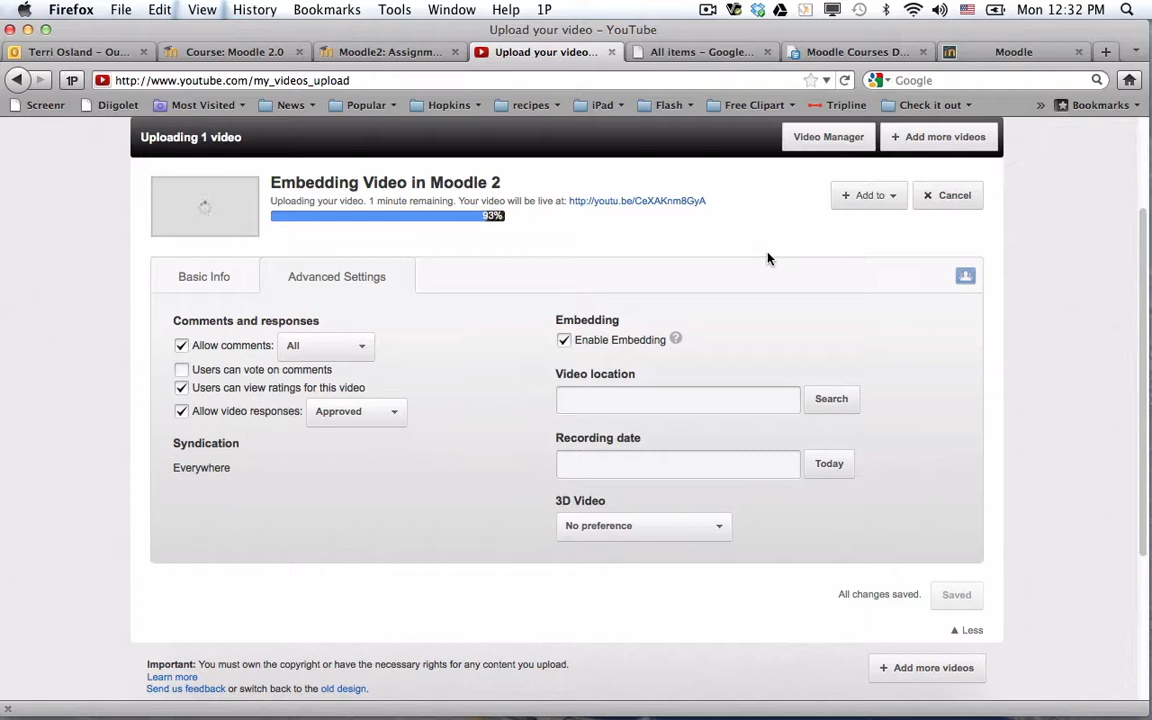 Firefox File Edit View History Bookmarks Tools Window Help 1P Mon 12:32 PM
Upload your video – YouTube
Terri Osland - Ou... Course: Moodle 2.0 Moodle2: Assignm... Upload your video... All items - Google... Moodle Courses D... Moodle
1P http://www.youtube.com/my_videos_upload Google
Screenr Diigolet Most Visited News Popular Hopkins recipes iPad Flash Free Clipart Tripline Check it out » Bookmarks
Uploading 1 video Video Manager + Add more videos
Embedding Video in Moodle 2
Uploading your video. 1 minute remaining. Your video will be live at: http://youtu.be/CeXAKnm8GyA
+ Add to × Cancel
93%
Basic Info Advanced Settings
Comments and responses
Allow comments: All
Users can vote on comments
Users can view ratings for this video
Allow video responses: Approved
Syndication
Everywhere
Embedding
Enable Embedding ?
Video location
Search
Recording date
Today
3D Video
No preference
All changes saved. Saved
▲ Less
Important: You must own the copyright or have the necessary rights for any content you upload.
Learn more
Send us feedback or switch back to the old design.
+ Add more videos